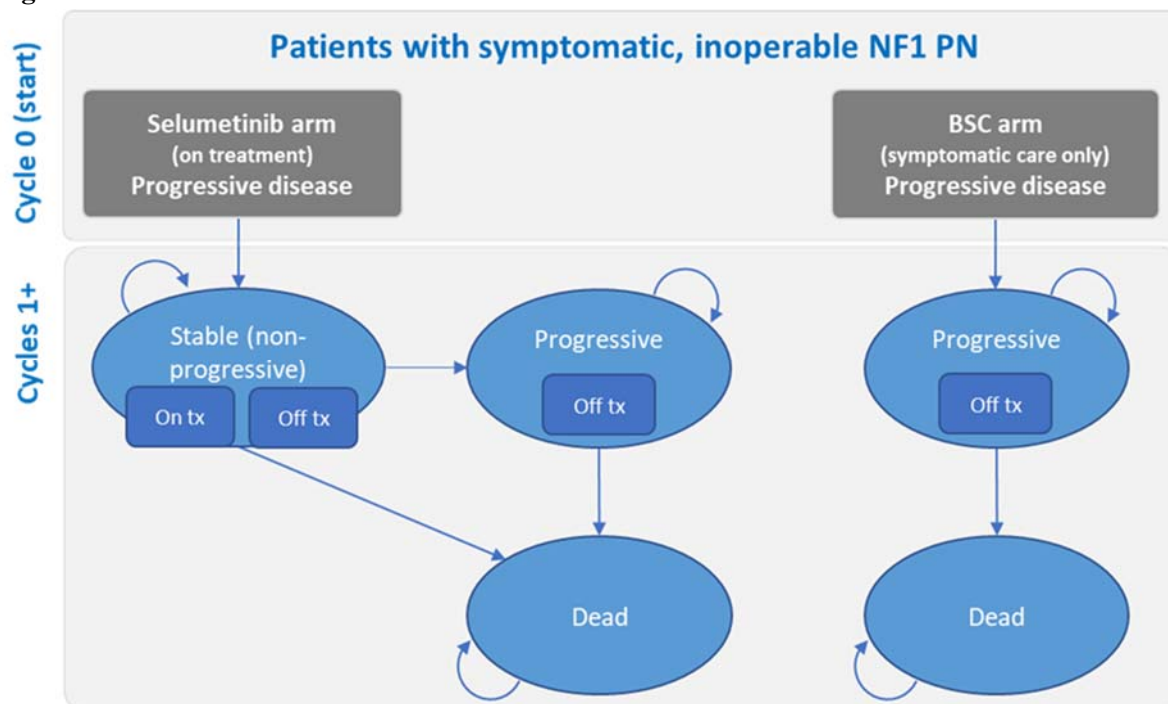 Patients with symptomatic, inoperable NF1 PN
Cycle 0 (start)
Selumetinib arm
(on treatment)
Progressive disease
BSC arm
(symptomatic care only)
Progressive disease
Cycles 1+
Stable (non-
progressive)
On tx
Off tx
Progressive
Off tx
Progressive
Off tx
Dead
Dead